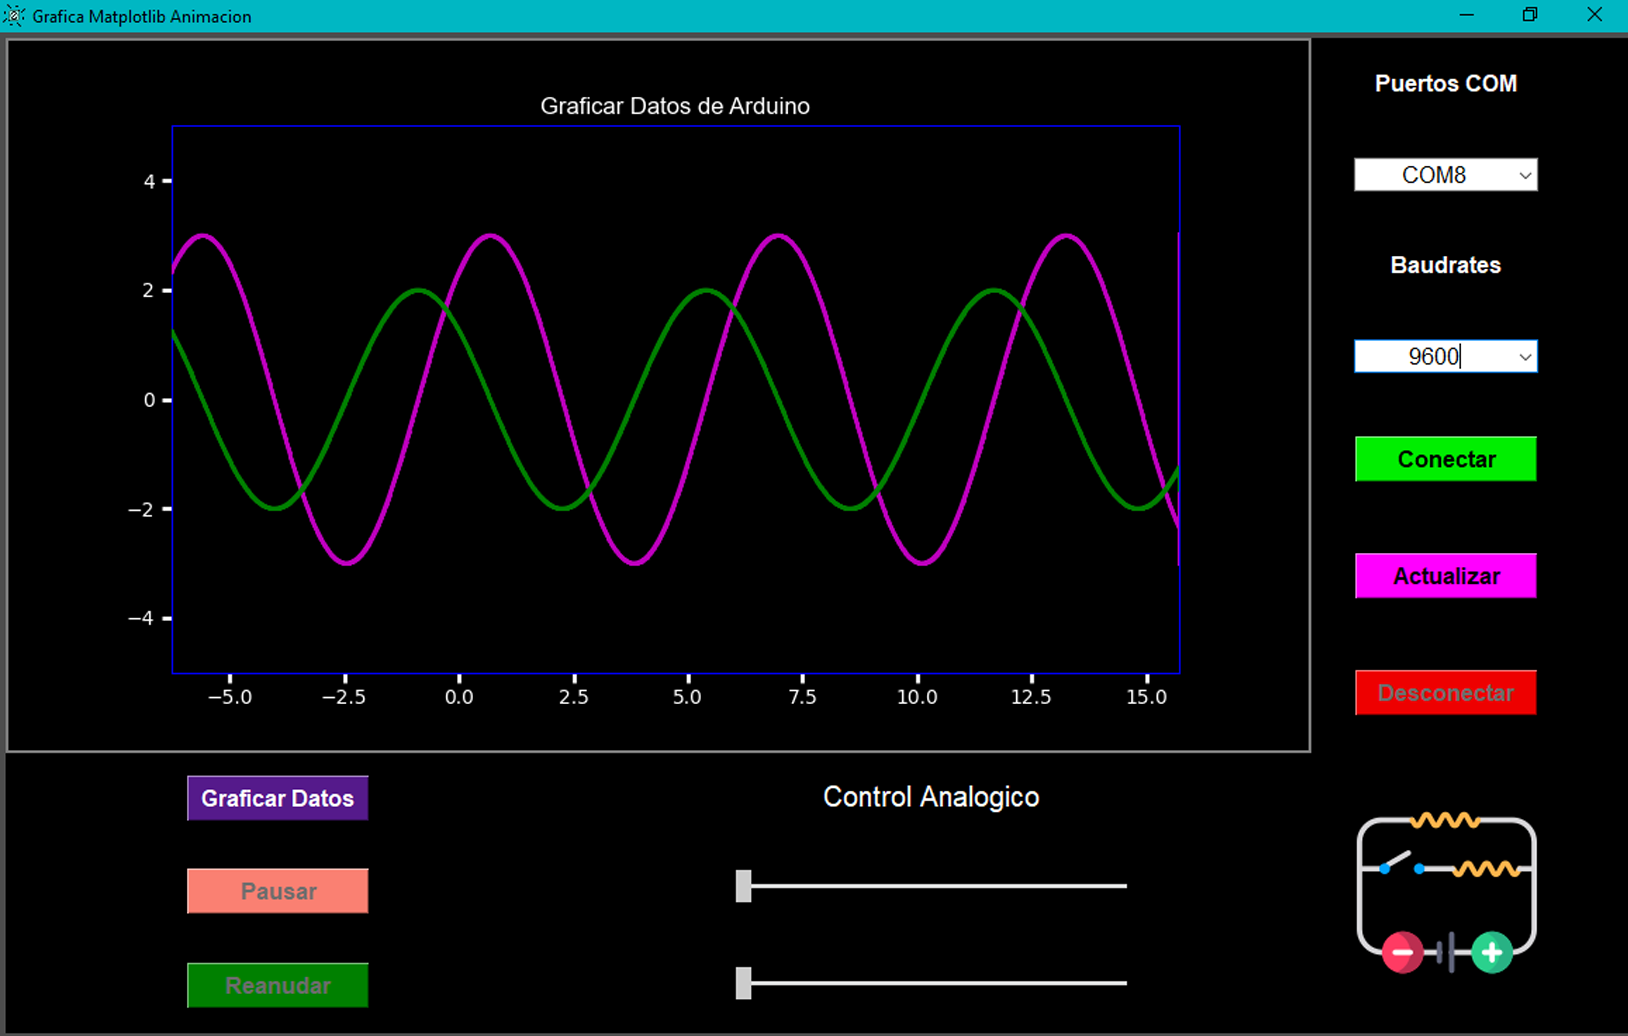 Grafica Matplotlib Animacion
Graficar Datos de Arduino
4
2
0
−2
−4
−5.0 −2.5 0.0 2.5 5.0 7.5 10.0 12.5 15.0
Puertos COM
COM8
Baudrates
9600
Conectar
Actualizar
Desconectar
Graficar Datos
Pausar
Reanudar
Control Analogico